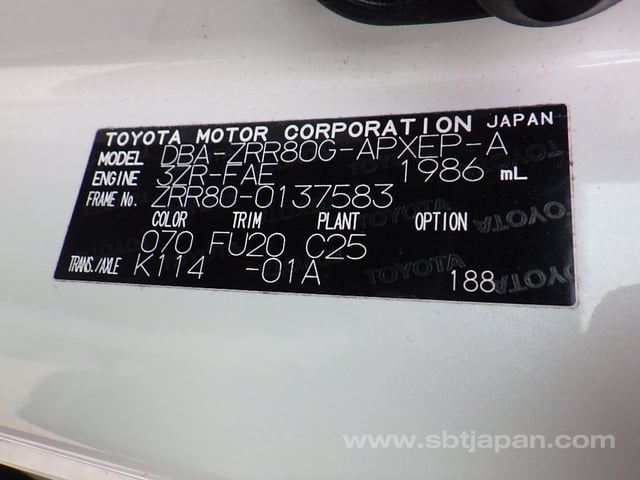 TOYOTA MOTOR CORPORATION JAPAN
MODEL DBA-ZRR80G-APXEP-A
ENGINE 3ZR-FAE 1986 mL
FRAME No. ZRR80-0137583
COLOR TRIM PLANT OPTION
070 FU20 C25
TRANS./AXLE K114 -01A
188
www.sbtjapan.com